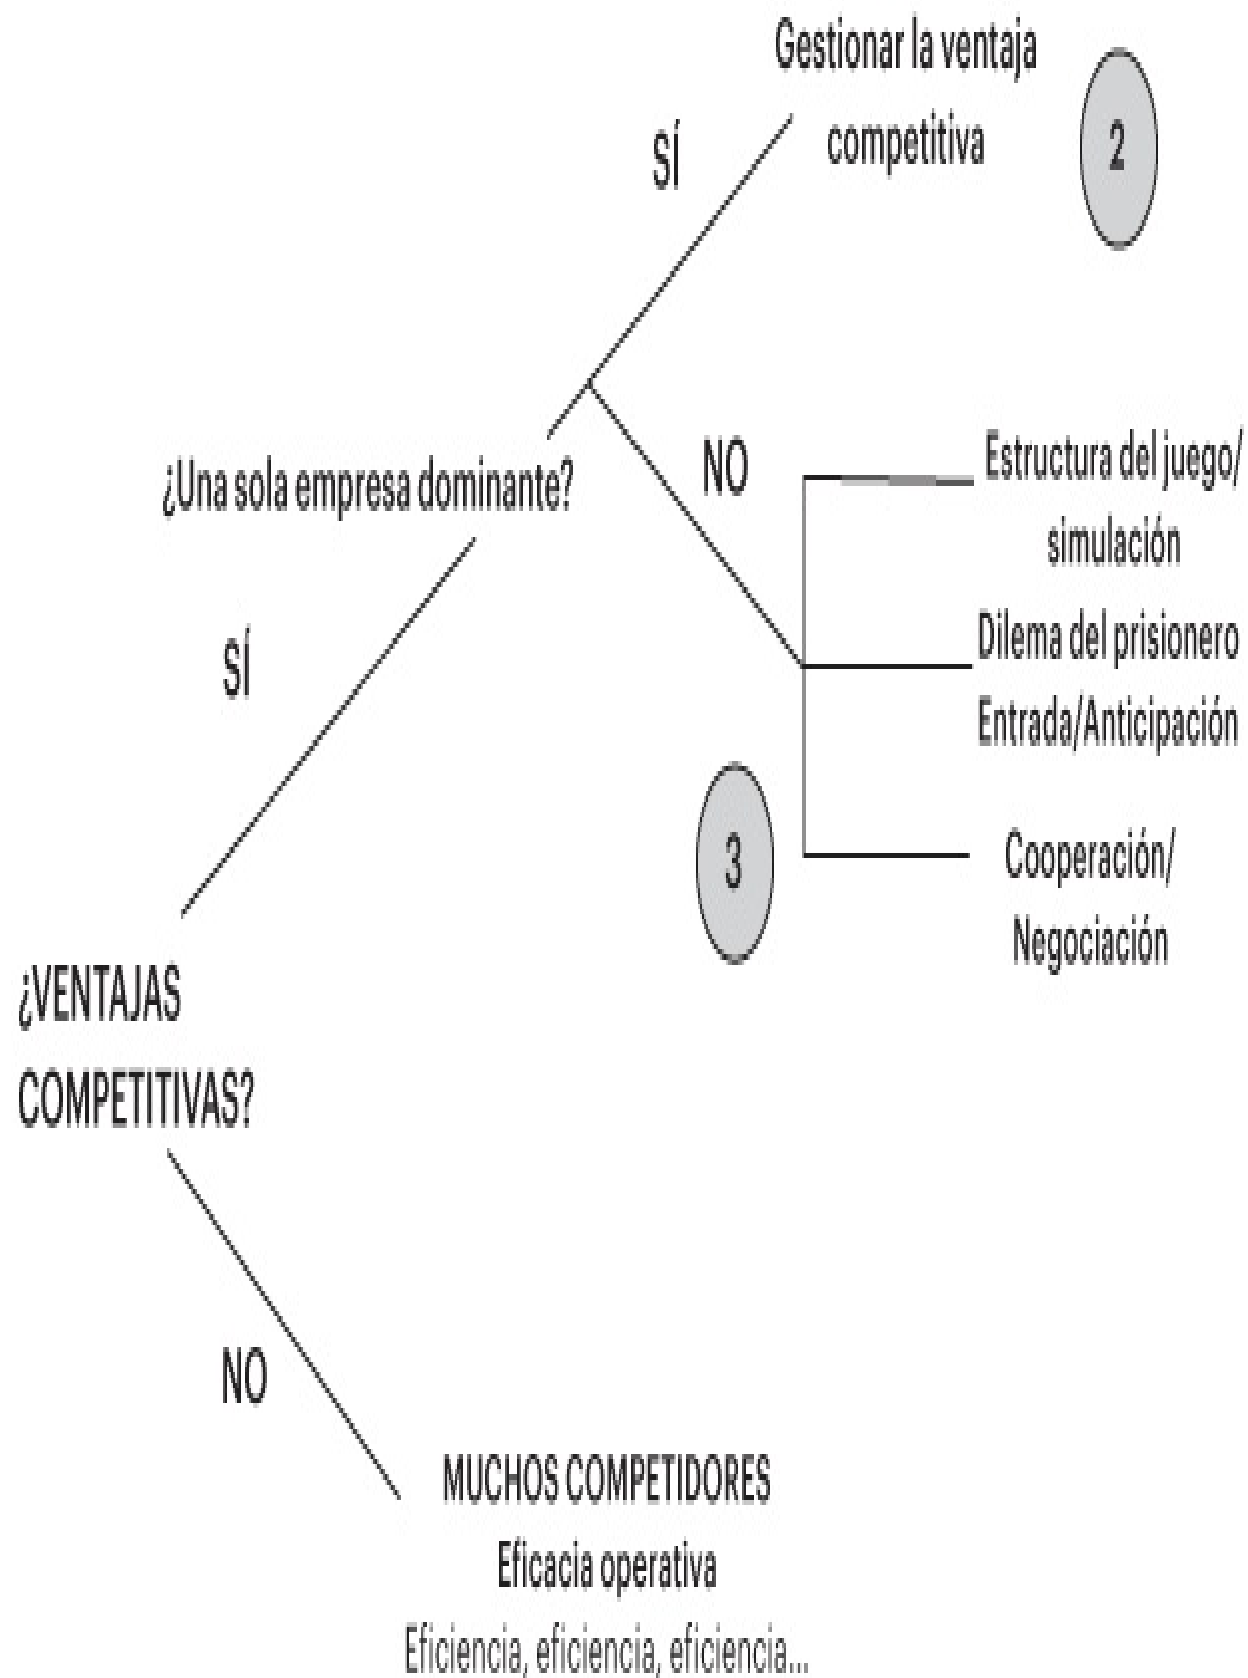 Gestionar la ventaja
competitiva
2
SÍ
¿Una sola empresa dominante?
NO
Estructura del juego/
simulación
Dilema del prisionero
Entrada/Anticipación
SÍ
3
Cooperación/
Negociación
¿VENTAJAS
COMPETITIVAS?
NO
MUCHOS COMPETIDORES
Eficacia operativa
Eficiencia, eficiencia, eficiencia...